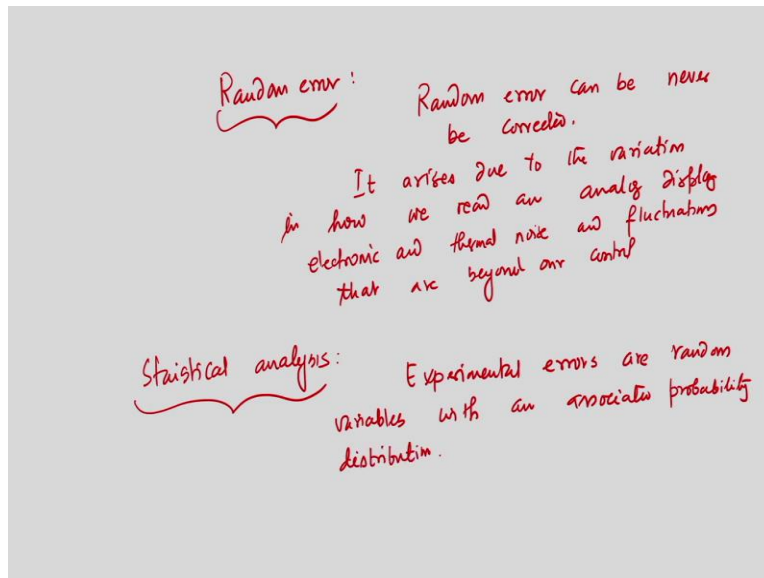 Random error: Random error can be never
be corrected.
It arises due to the variation
in how we read an analog display
electronic and thermal noise and fluctuations
that are beyond our control
Staistical analysis: Experimental errors are random
variables with an associated probability
distribution.